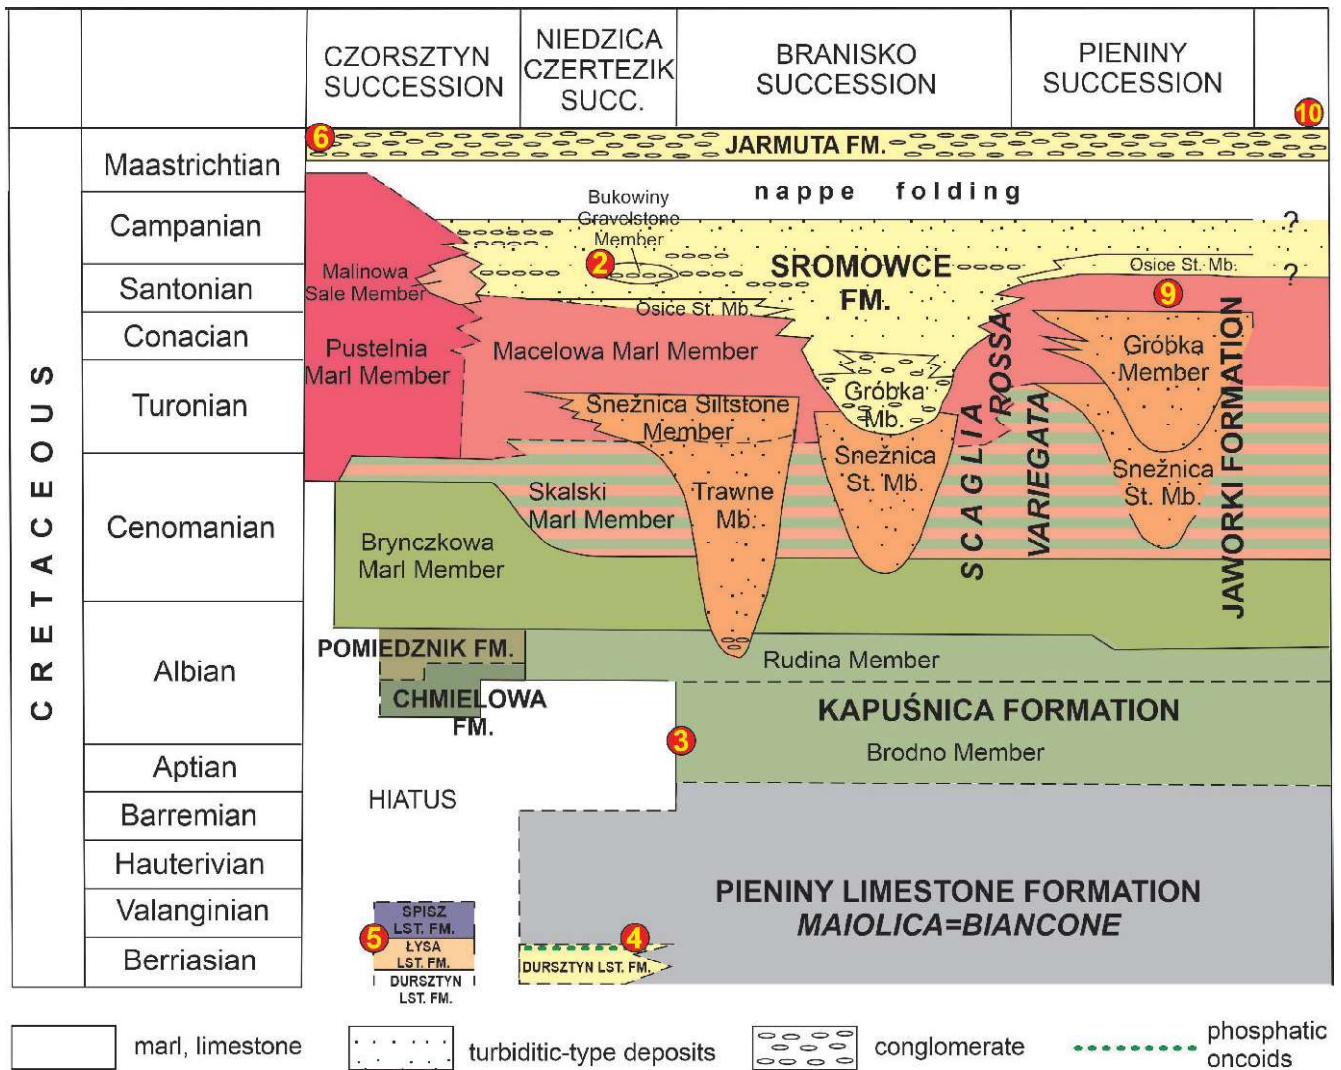 CZORSZTYN
SUCCESSION
NIEDZICA
CZERTEZIK
SUCC.
BRANISKO
SUCCESSION
PIENINY
SUCCESSION
10
CRETACEOUS
Maastrichtian
Campanian
Santonian
Conacian
Turonian
Cenomanian
Albian
Aptian
Barremian
Hauterivian
Valanginian
Berriasian
6
JARMUTA FM.
nappe folding
Bukowiny
Gravelstone
Member
2
SROMOWCE
FM.
?
Osice St. Mb.
?
9
Malinowa
Sale Member
Osice St. Mb.
Pustelnia
Marl Member
Macelowa Marl Member
Gróbka
Member
Gróbka
Mb.
Snežnica Siltstone
Member
Snežnica
St. Mb.
Snežnica
St. Mb.
SCAGLIA
ROSSA
VARIEGATA
JAWORKI FORMATION
Skalski
Marl Member
Trawne
Mb.
Brynczkowa
Marl Member
POMIEDZNIK FM.
Rudina Member
CHMIELOWA
FM.
KAPUŚNICA FORMATION
3
Brodno Member
HIATUS
PIENINY LIMESTONE FORMATION
MAIOLICA=BIANCONE
SPISZ
LST. FM.
5
ŁYSA
LST. FM.
DURSZTYN
LST. FM.
4
DURSZTYN LST. FM.
marl, limestone
turbiditic-type deposits
conglomerate
phosphatic
oncoids